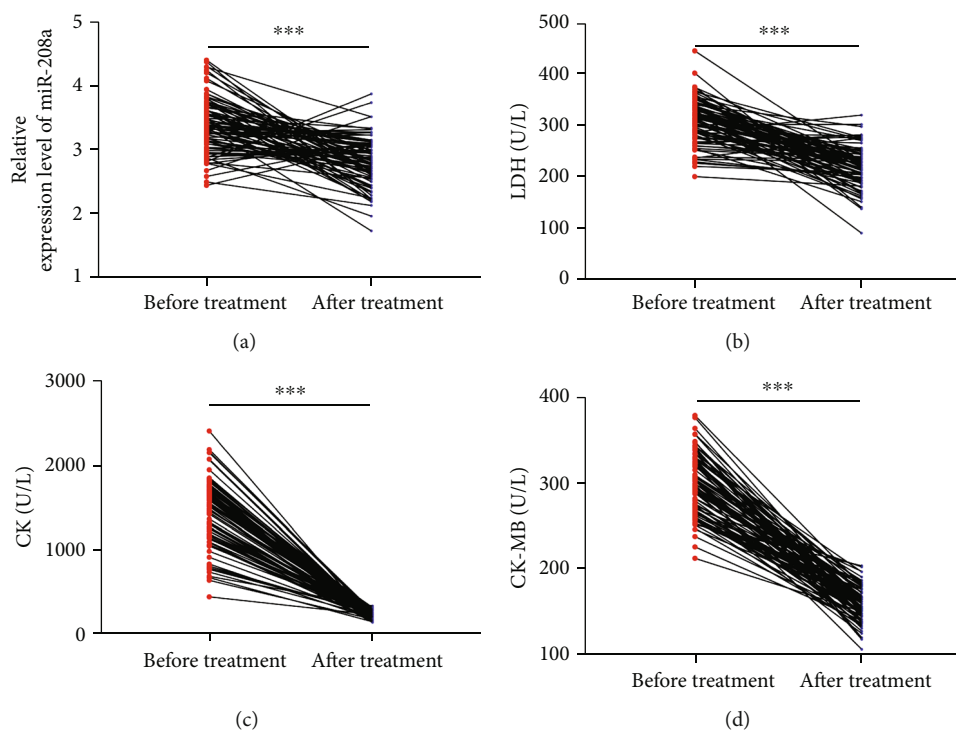 5
4
3
2
1
Relative
expression level of miR-208a
***
Before treatment
After treatment
(a)
500
400
300
200
100
0
LDH (U/L)
***
Before treatment
After treatment
(b)
3000
2000
1000
0
CK (U/L)
***
Before treatment
After treatment
(c)
400
300
200
100
CK-MB (U/L)
***
Before treatment
After treatment
(d)